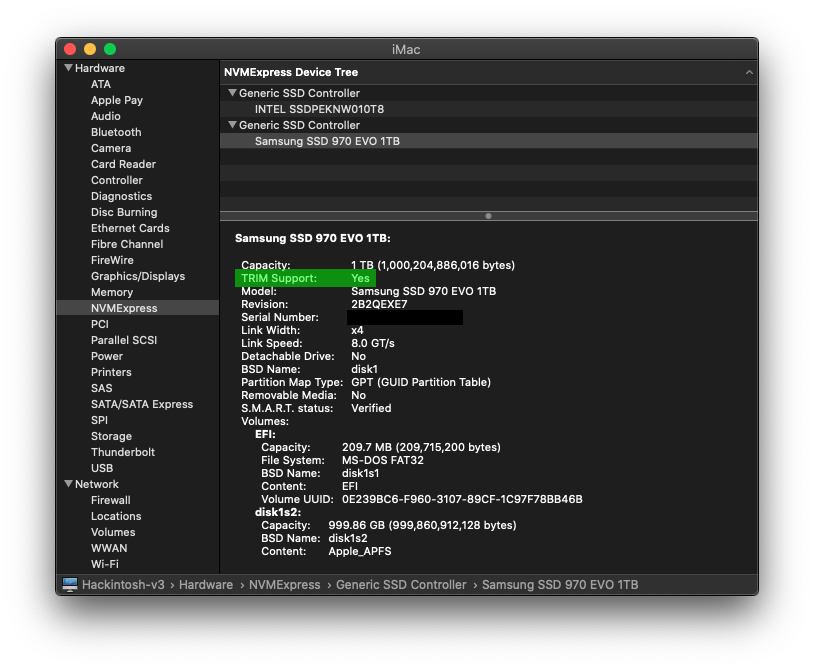 iMac
Hardware
ATA
Apple Pay
Audio
Bluetooth
Camera
Card Reader
Controller
Diagnostics
Disc Burning
Ethernet Cards
Fibre Channel
FireWire
Graphics/Displays
Memory
NVMExpress
PCI
Parallel SCSI
Power
Printers
SAS
SATA/SATA Express
SPI
Storage
Thunderbolt
USB
Network
Firewall
Locations
Volumes
WWAN
Wi-Fi
NVMExpress Device Tree
Generic SSD Controller
INTEL SSDPEKNW010T8
Generic SSD Controller
Samsung SSD 970 EVO 1TB
Samsung SSD 970 EVO 1TB:
Capacity: 1 TB (1,000,204,886,016 bytes)
TRIM Support: Yes
Model: Samsung SSD 970 EVO 1TB
Revision: 2B2QEXE7
Serial Number:
Link Width: x4
Link Speed: 8.0 GT/s
Detachable Drive: No
BSD Name: disk1
Partition Map Type: GPT (GUID Partition Table)
Removable Media: No
S.M.A.R.T. status: Verified
Volumes:
EFI:
Capacity: 209.7 MB (209,715,200 bytes)
File System: MS-DOS FAT32
BSD Name: disk1s1
Content: EFI
Volume UUID: 0E239BC6-F960-3107-89CF-1C97F78BB46B
disk1s2:
Capacity: 999.86 GB (999,860,912,128 bytes)
BSD Name: disk1s2
Content: Apple_APFS
Hackintosh-v3 › Hardware › NVMExpress › Generic SSD Controller › Samsung SSD 970 EVO 1TB